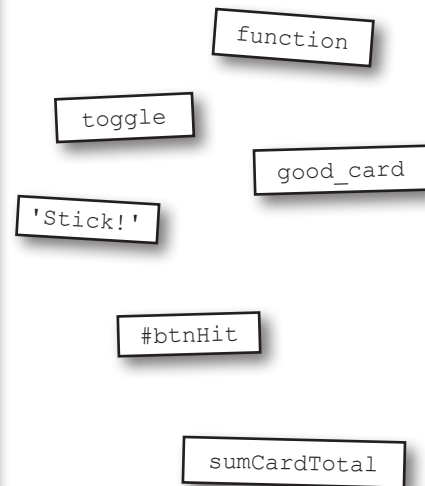 function
toggle
good_card
'Stick!'
#btnHit
sumCardTotal